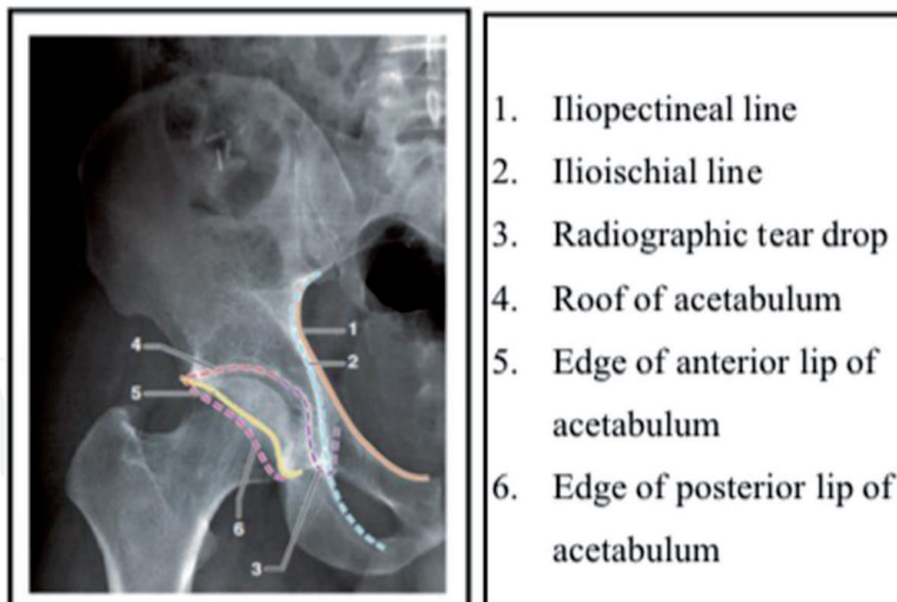 1
2
4
5
6
3
1. Iliopectineal line
2. Ilioischial line
3. Radiographic tear drop
4. Roof of acetabulum
5. Edge of anterior lip of
acetabulum
6. Edge of posterior lip of
acetabulum